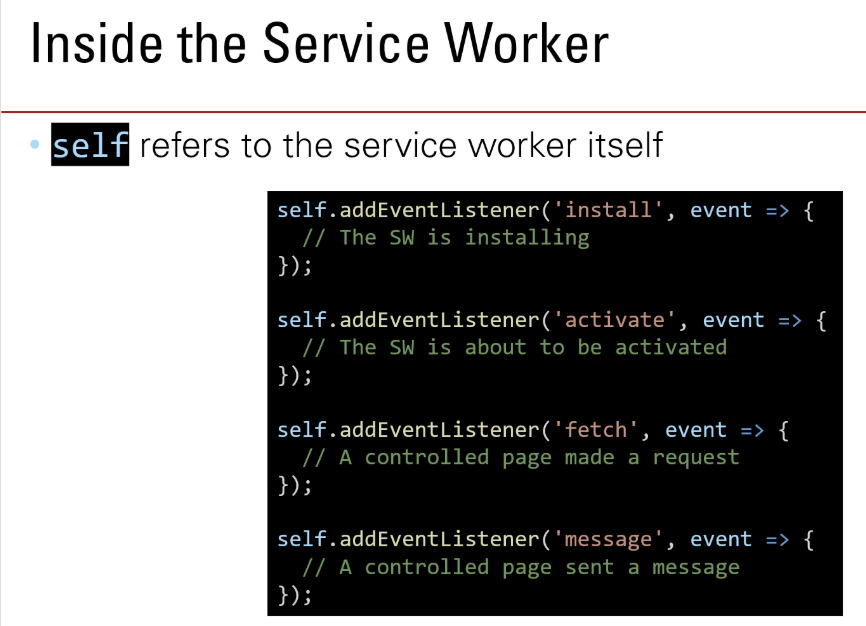 Inside the Service Worker
• self refers to the service worker itself
self.addEventListener('install', event => {
  // The SW is installing
});
self.addEventListener('activate', event => {
  // The SW is about to be activated
});
self.addEventListener('fetch', event => {
  // A controlled page made a request
});
self.addEventListener('message', event => {
  // A controlled page sent a message
});